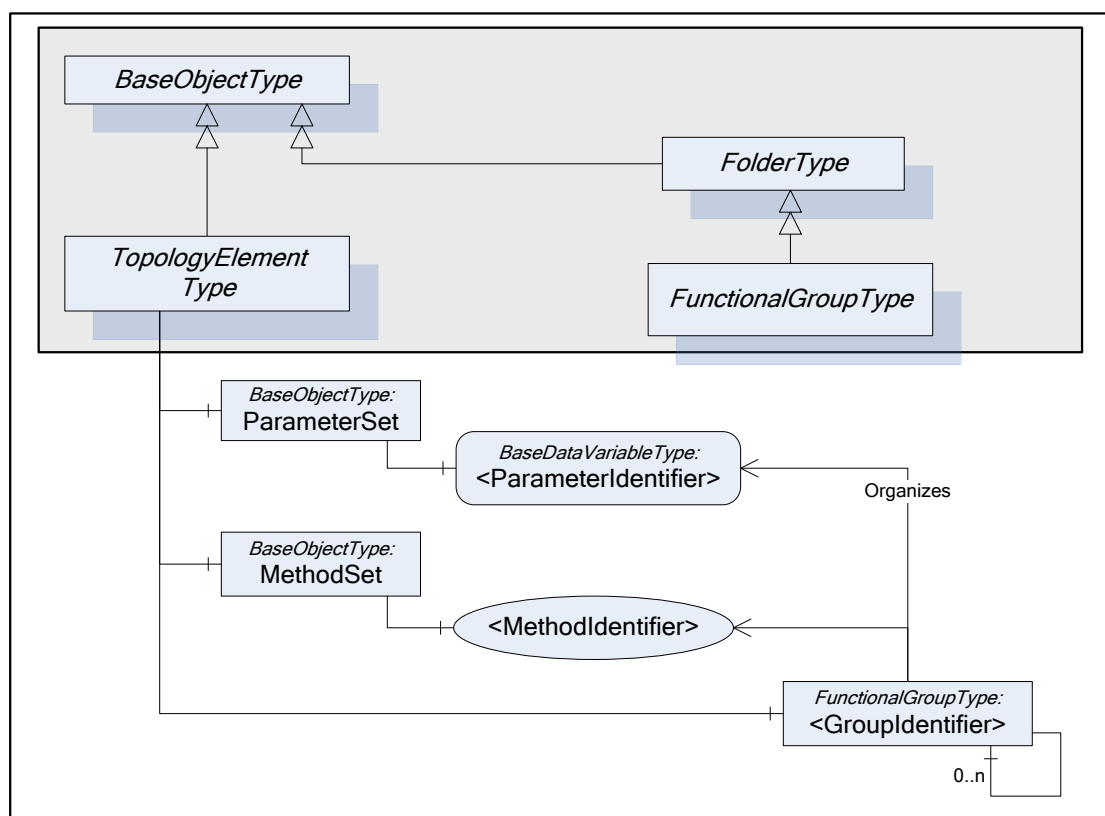 BaseObjectType
FolderType
TopologyElement
Type
FunctionalGroupType
BaseObjectType:
ParameterSet
BaseDataVariableType:
<ParameterIdentifier>
Organizes
BaseObjectType:
MethodSet
<MethodIdentifier>
FunctionalGroupType:
<GroupIdentifier>
0..n